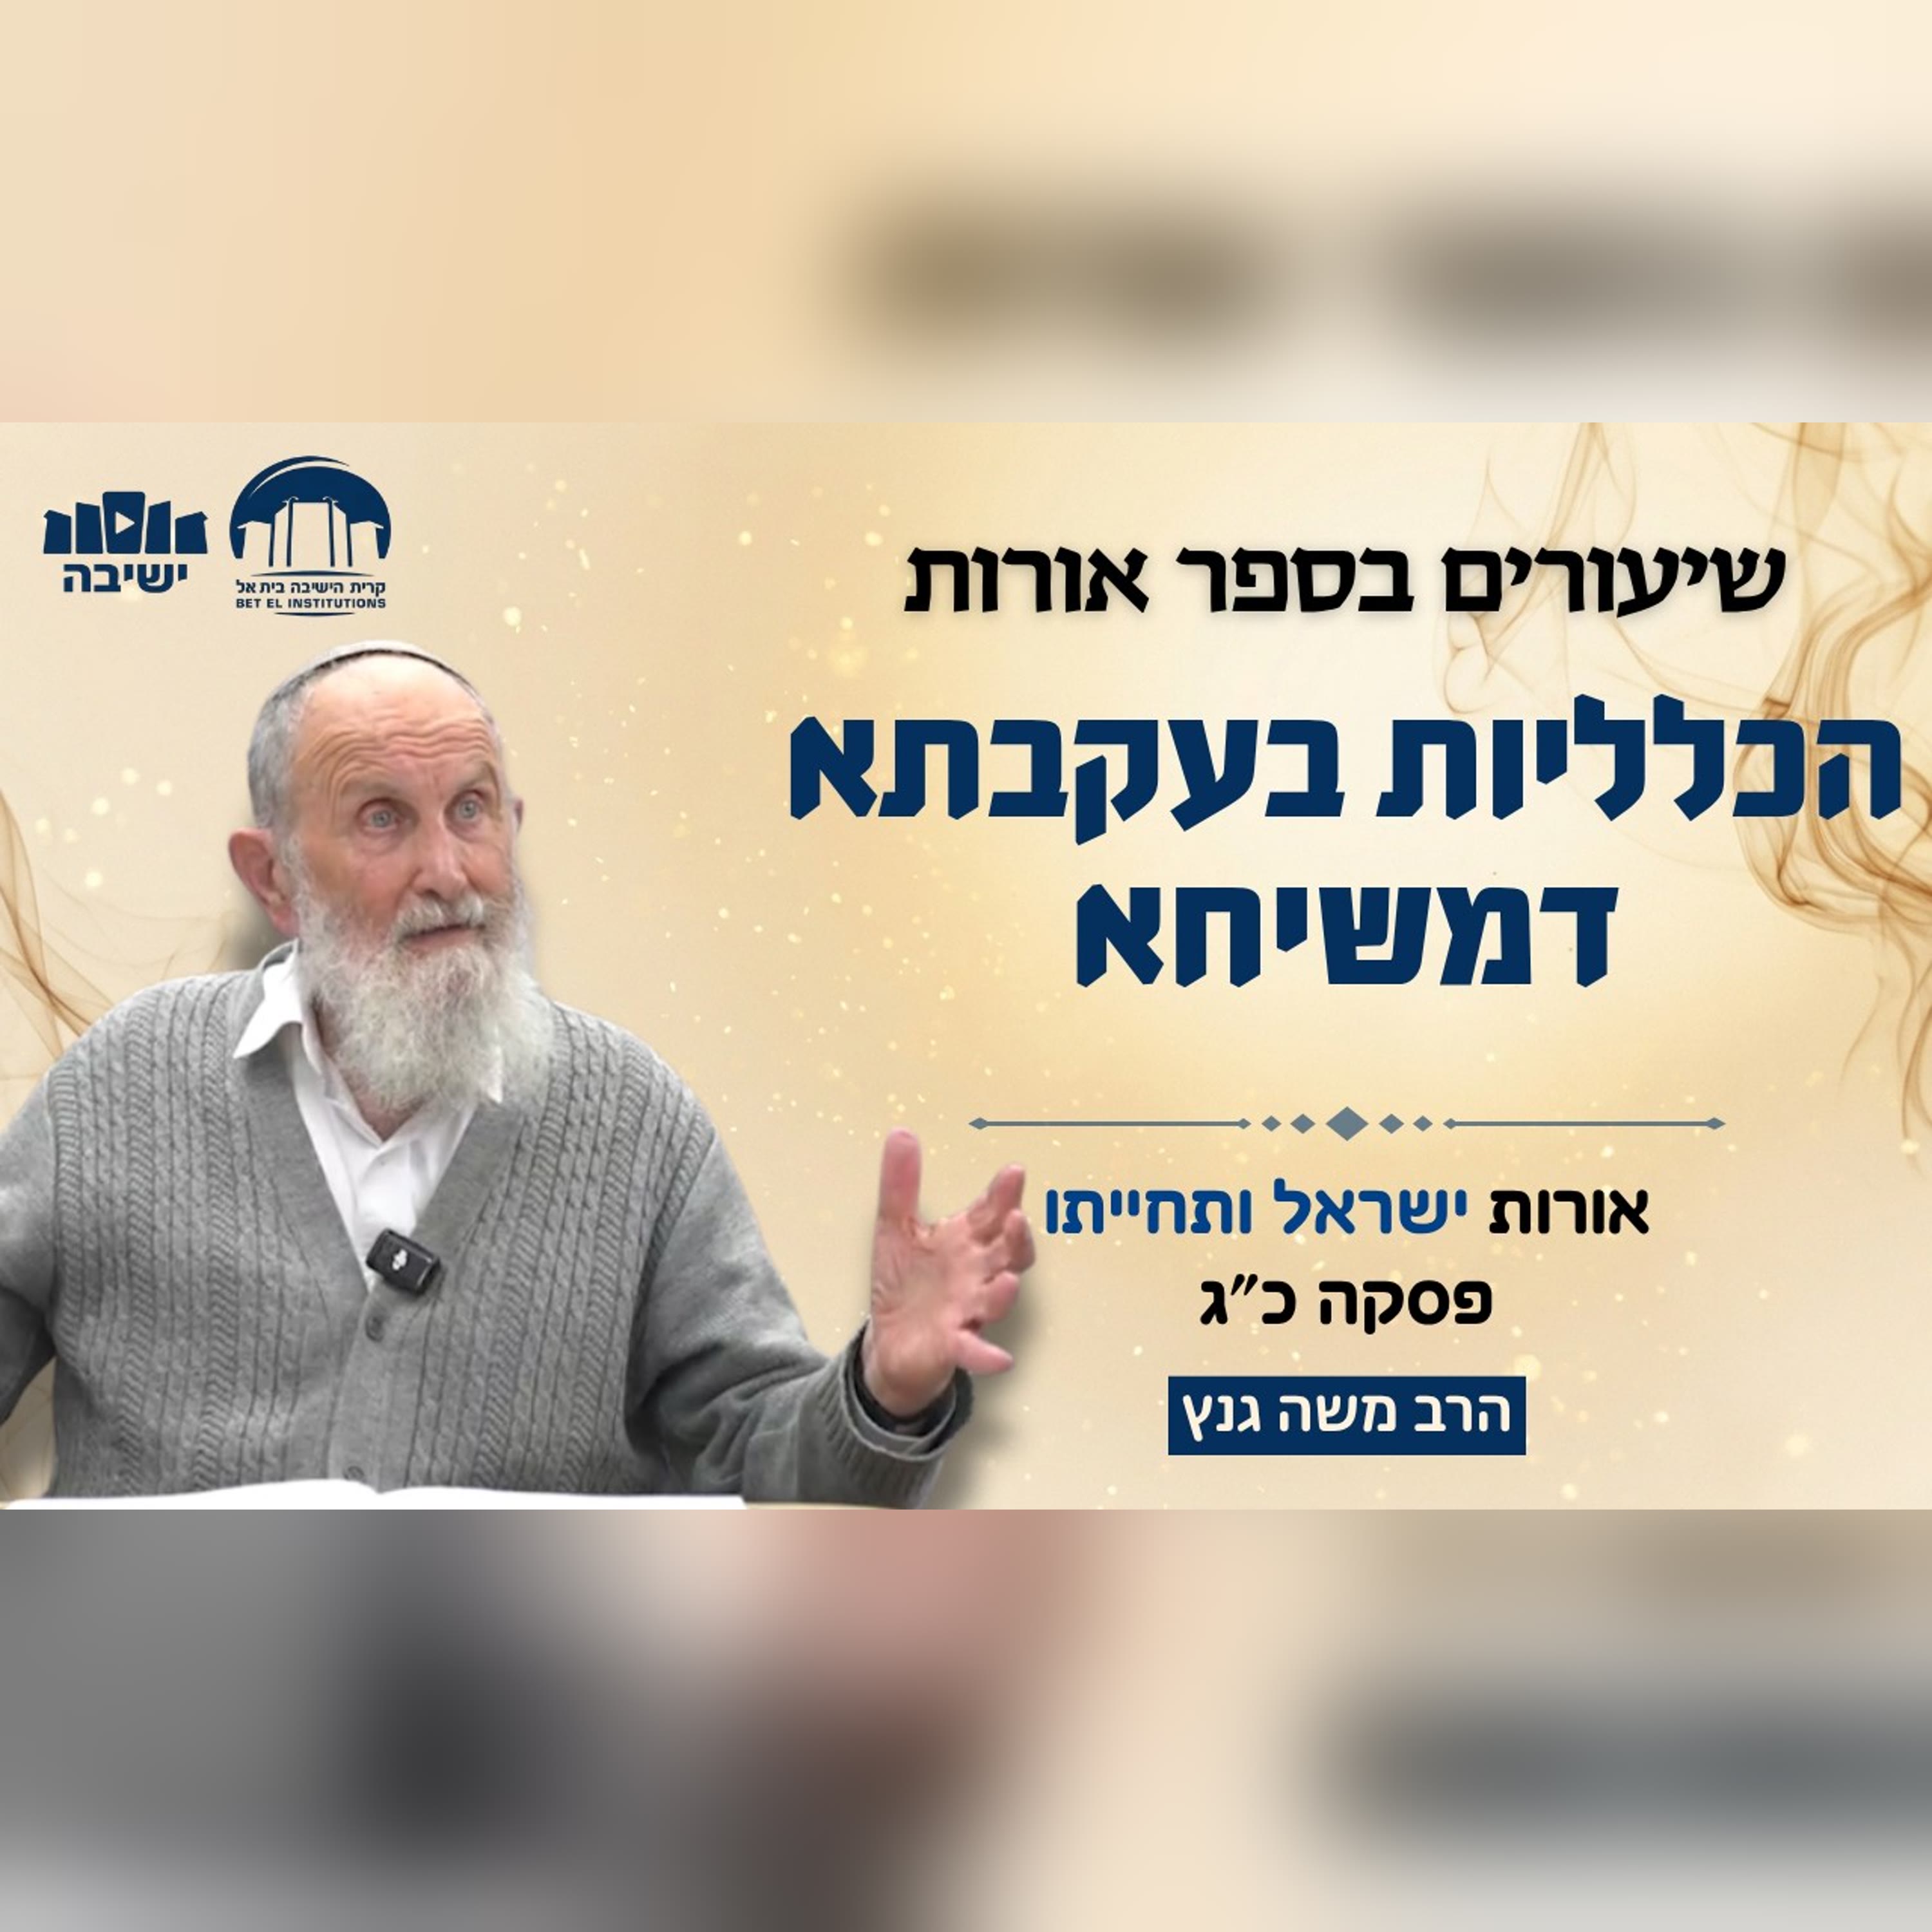 שיעורים בספר אורות
הכלליות בעקבתא
דמשיחא
אורות ישראל ותחייתו
פסקה כ"ג
הרב משה גנץ
ישיבה
קרית הישיבה בית אל
BET EL INSTITUTIONS